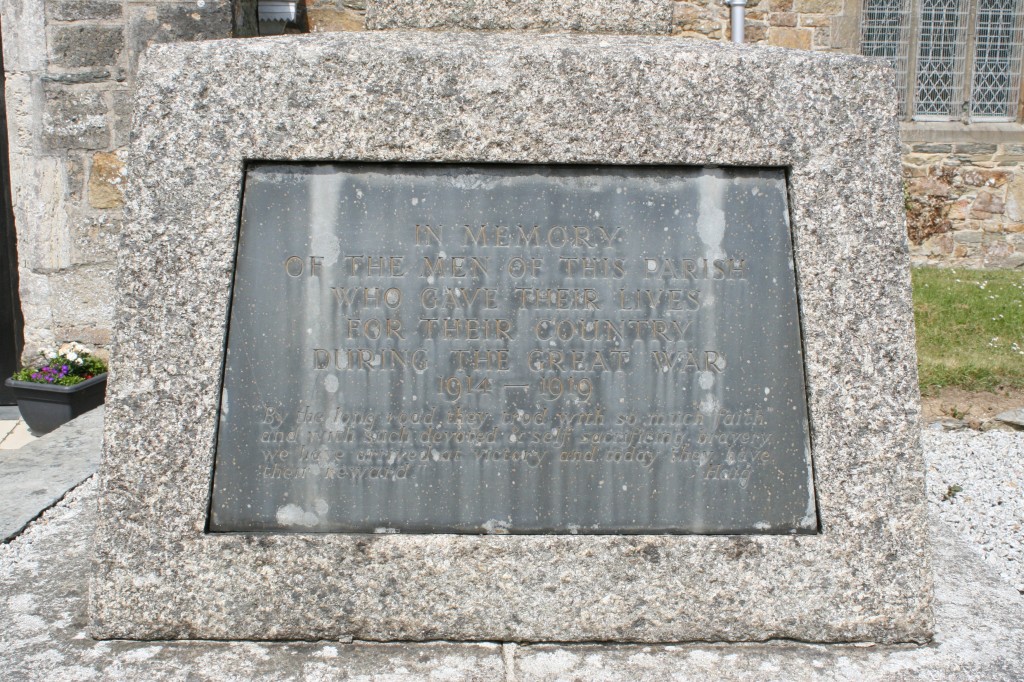 IN MEMORY
OF THE MEN OF THIS PARISH
WHO GAVE THEIR LIVES
FOR THEIR COUNTRY
DURING THE GREAT WAR
1914 — 1919
"By the long road they trod with so much faith
and with such devoted & self sacrificing bravery
we have arrived at victory and today they have
their reward" Haig